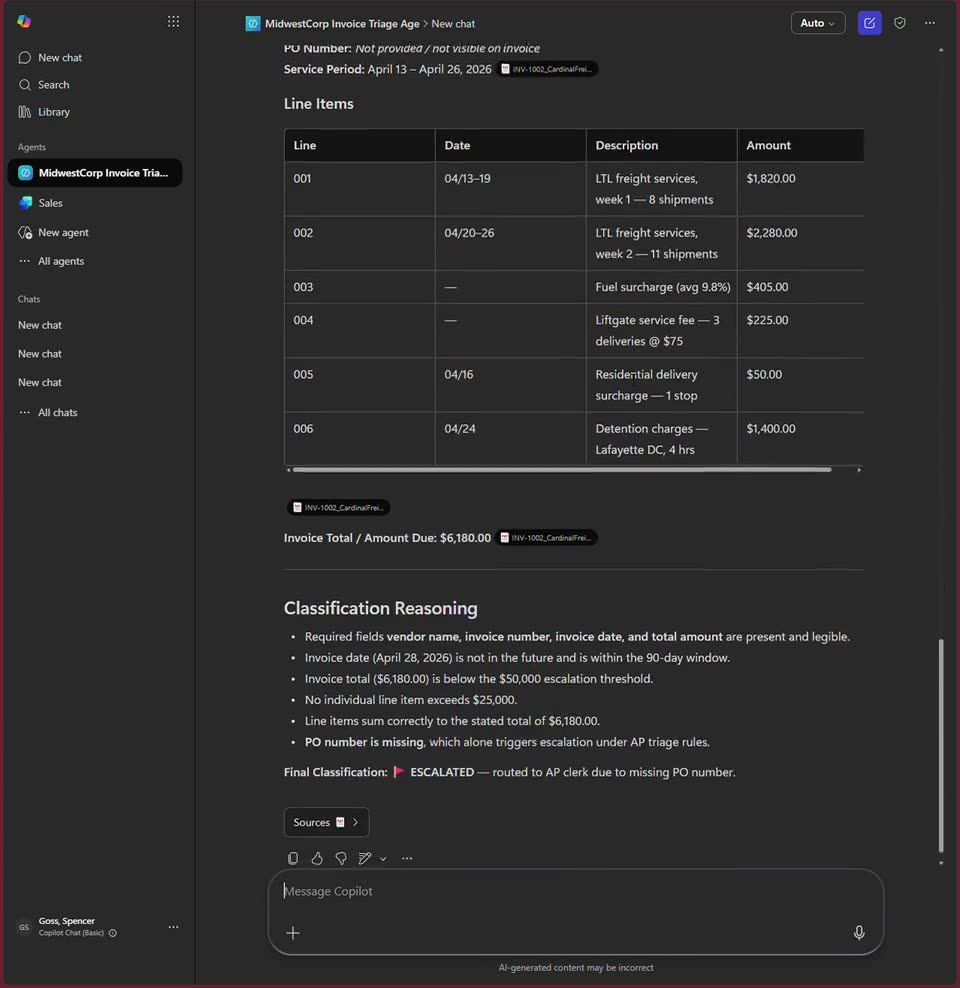 MidwestCorp Invoice Triage Age > New chat
Auto
New chat
Search
Library
Agents
MidwestCorp Invoice Tria...
Sales
New agent
All agents
Chats
New chat
New chat
New chat
All chats
Goss, Spencer
GS
Copilot Chat (Basic)
PO Number: Not provided / not visible on invoice
Service Period: April 13 – April 26, 2026 INV-1002_CardinalFrei...
Line Items
Line Date Description Amount
001 04/13–19 LTL freight services, $1,820.00
week 1 — 8 shipments
002 04/20–26 LTL freight services, $2,280.00
week 2 — 11 shipments
003 — Fuel surcharge (avg 9.8%) $405.00
004 — Liftgate service fee — 3 $225.00
deliveries @ $75
005 04/16 Residential delivery $50.00
surcharge — 1 stop
006 04/24 Detention charges — $1,400.00
Lafayette DC, 4 hrs
INV-1002_CardinalFrei...
Invoice Total / Amount Due: $6,180.00 INV-1002_CardinalFrei...
Classification Reasoning
• Required fields vendor name, invoice number, invoice date, and total amount are present and legible.
• Invoice date (April 28, 2026) is not in the future and is within the 90-day window.
• Invoice total ($6,180.00) is below the $50,000 escalation threshold.
• No individual line item exceeds $25,000.
• Line items sum correctly to the stated total of $6,180.00.
• PO number is missing, which alone triggers escalation under AP triage rules.
Final Classification: 🚩 ESCALATED — routed to AP clerk due to missing PO number.
Sources
Message Copilot
AI-generated content may be incorrect